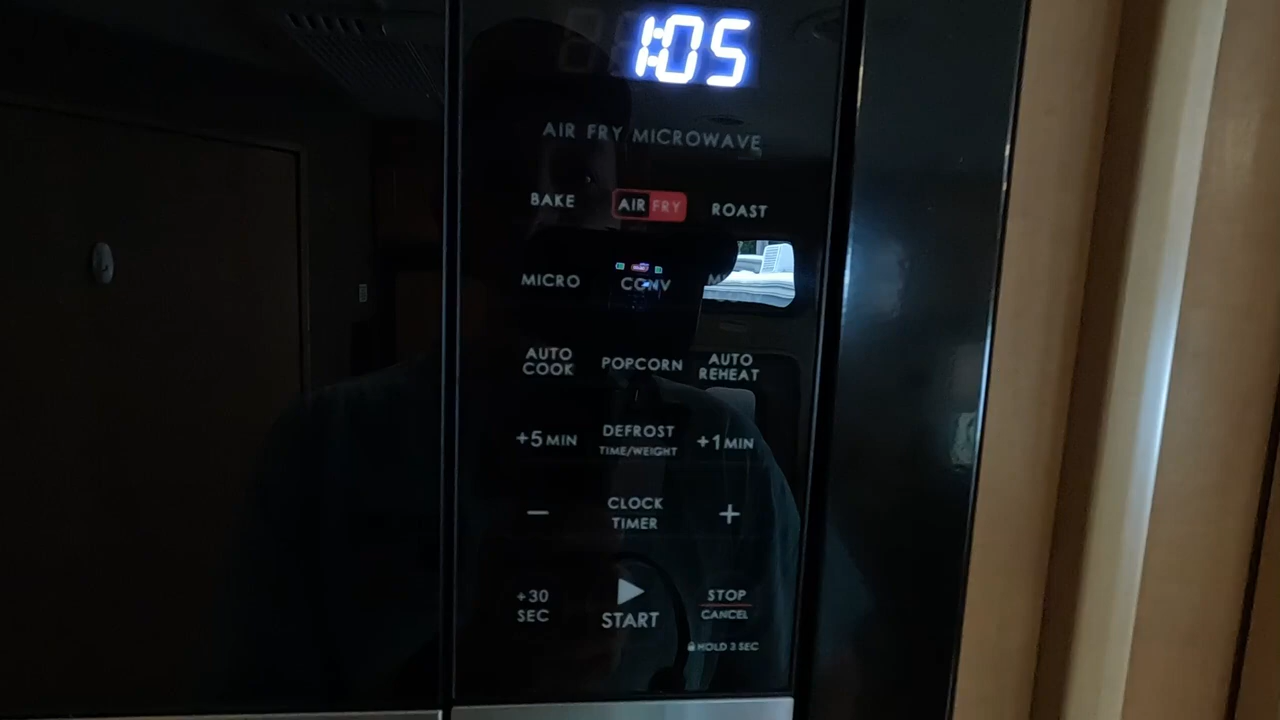 1:05
AIR FRY MICROWAVE
BAKE AIR FRY ROAST
MICRO CONV
AUTO COOK POPCORN AUTO REHEAT
+5 MIN DEFROST TIME/WEIGHT +1 MIN
− CLOCK TIMER +
+30 SEC START STOP CANCEL
HOLD 3 SEC